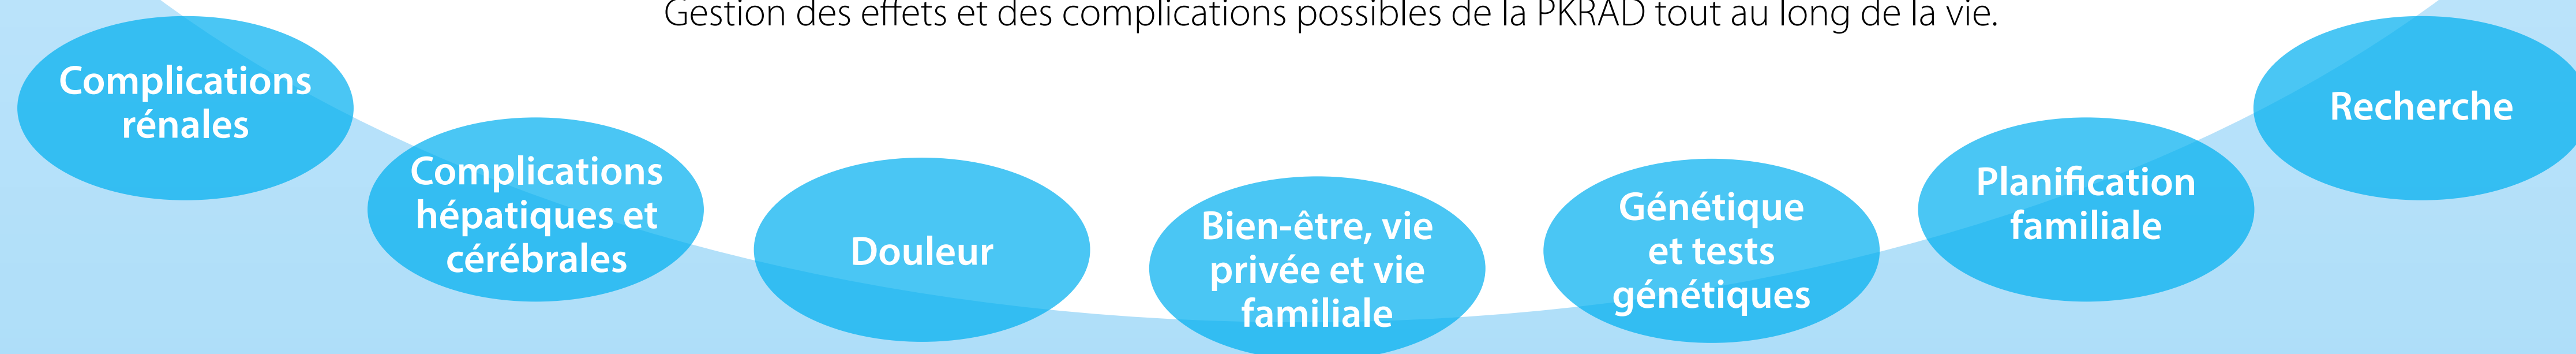 Gestion des effets et des complications possibles de la PKRAD tout au long de la vie.
Complications
rénales
Complications
hépatiques et
cérébrales
Douleur
Bien-être, vie
privée et vie
familiale
Génétique
et tests
génétiques
Planification
familiale
Recherche